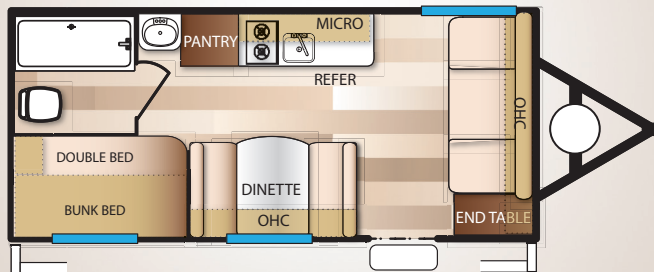 MICRO
PANTRY
REFER
OHC
DOUBLE BED
DINETTE
BUNK BED
OHC
END TABLE